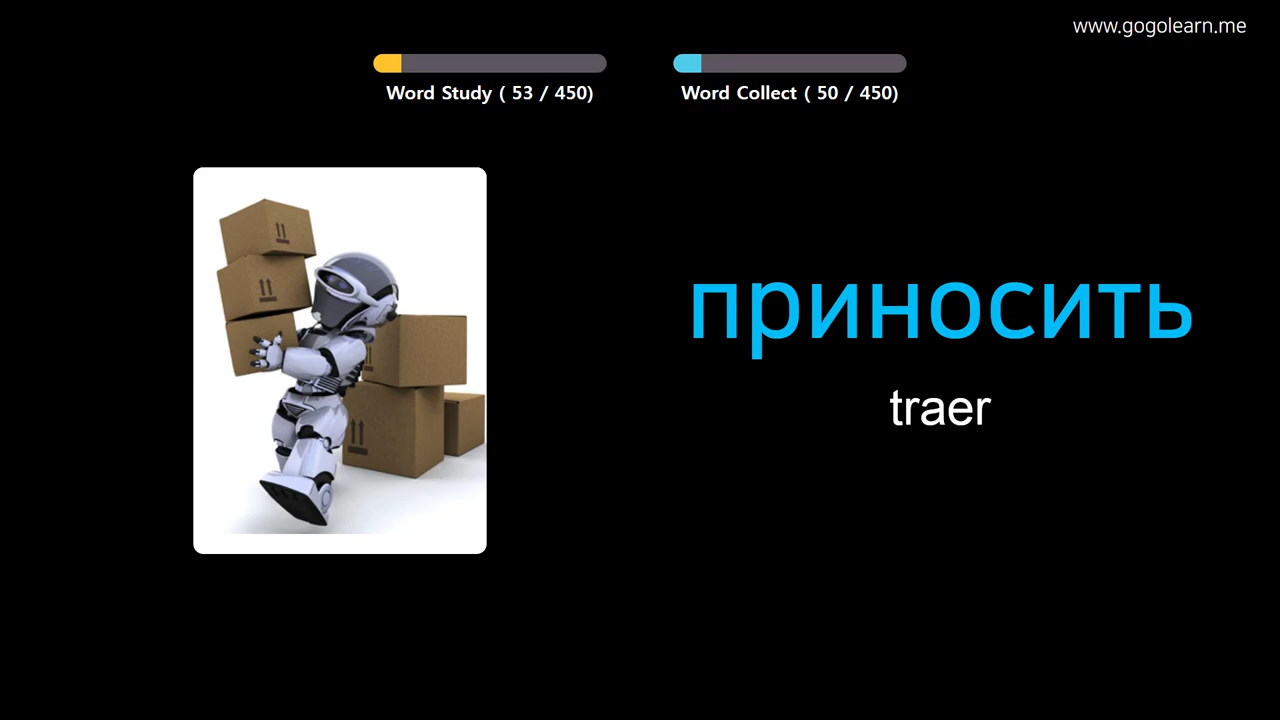 www.gogolearn.me
Word Study ( 53 / 450)
Word Collect ( 50 / 450)
приносить
traer